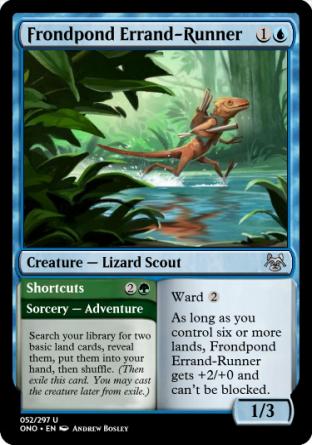 Frondpond Errand-Runner 1
Creature — Lizard Scout
Shortcuts 2
Sorcery — Adventure
Search your library for two
basic land cards, reveal
them, put them into your
hand, then shuffle. (Then
exile this card. You may cast
the creature later from exile.)
Ward 2
As long as you
control six or more
lands, Frondpond
Errand-Runner
gets +2/+0 and
can't be blocked.
1/3
052/297 U
ONO • EN Andrew Bosley